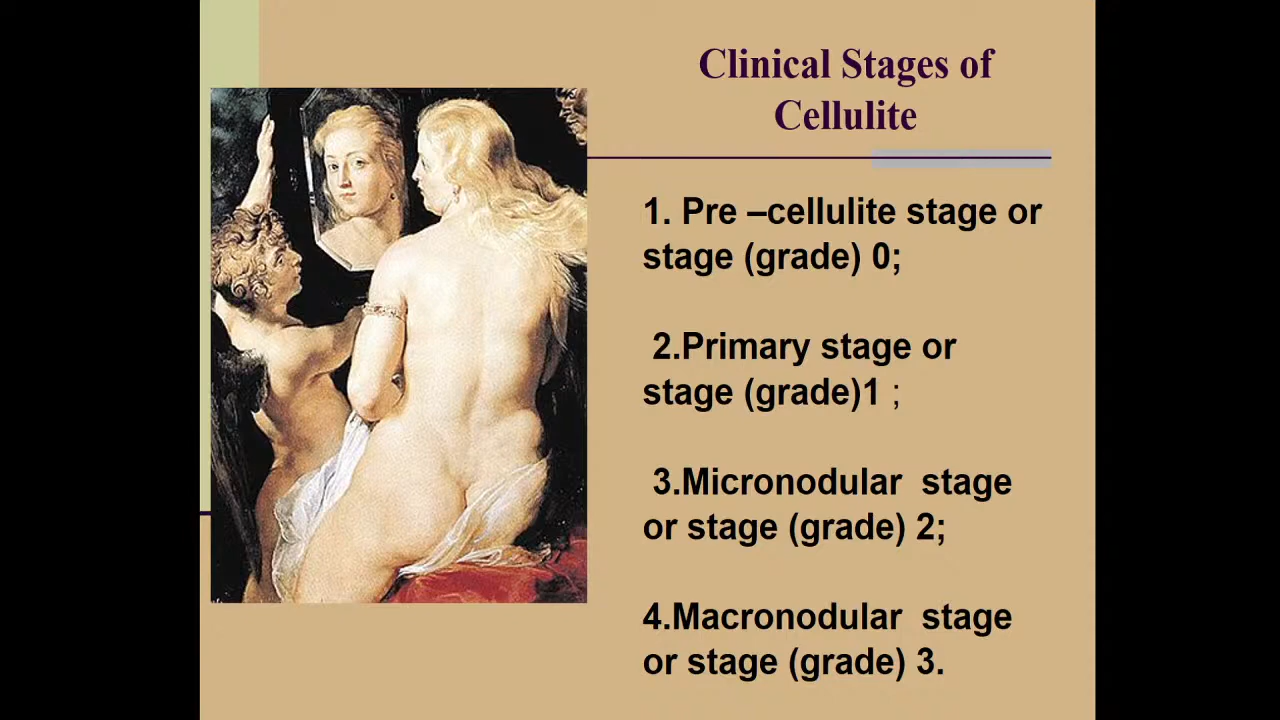 Clinical Stages of
Cellulite
1. Pre –cellulite stage or
stage (grade) 0;
2.Primary stage or
stage (grade)1 ;
3.Micronodular stage
or stage (grade) 2;
4.Macronodular stage
or stage (grade) 3.